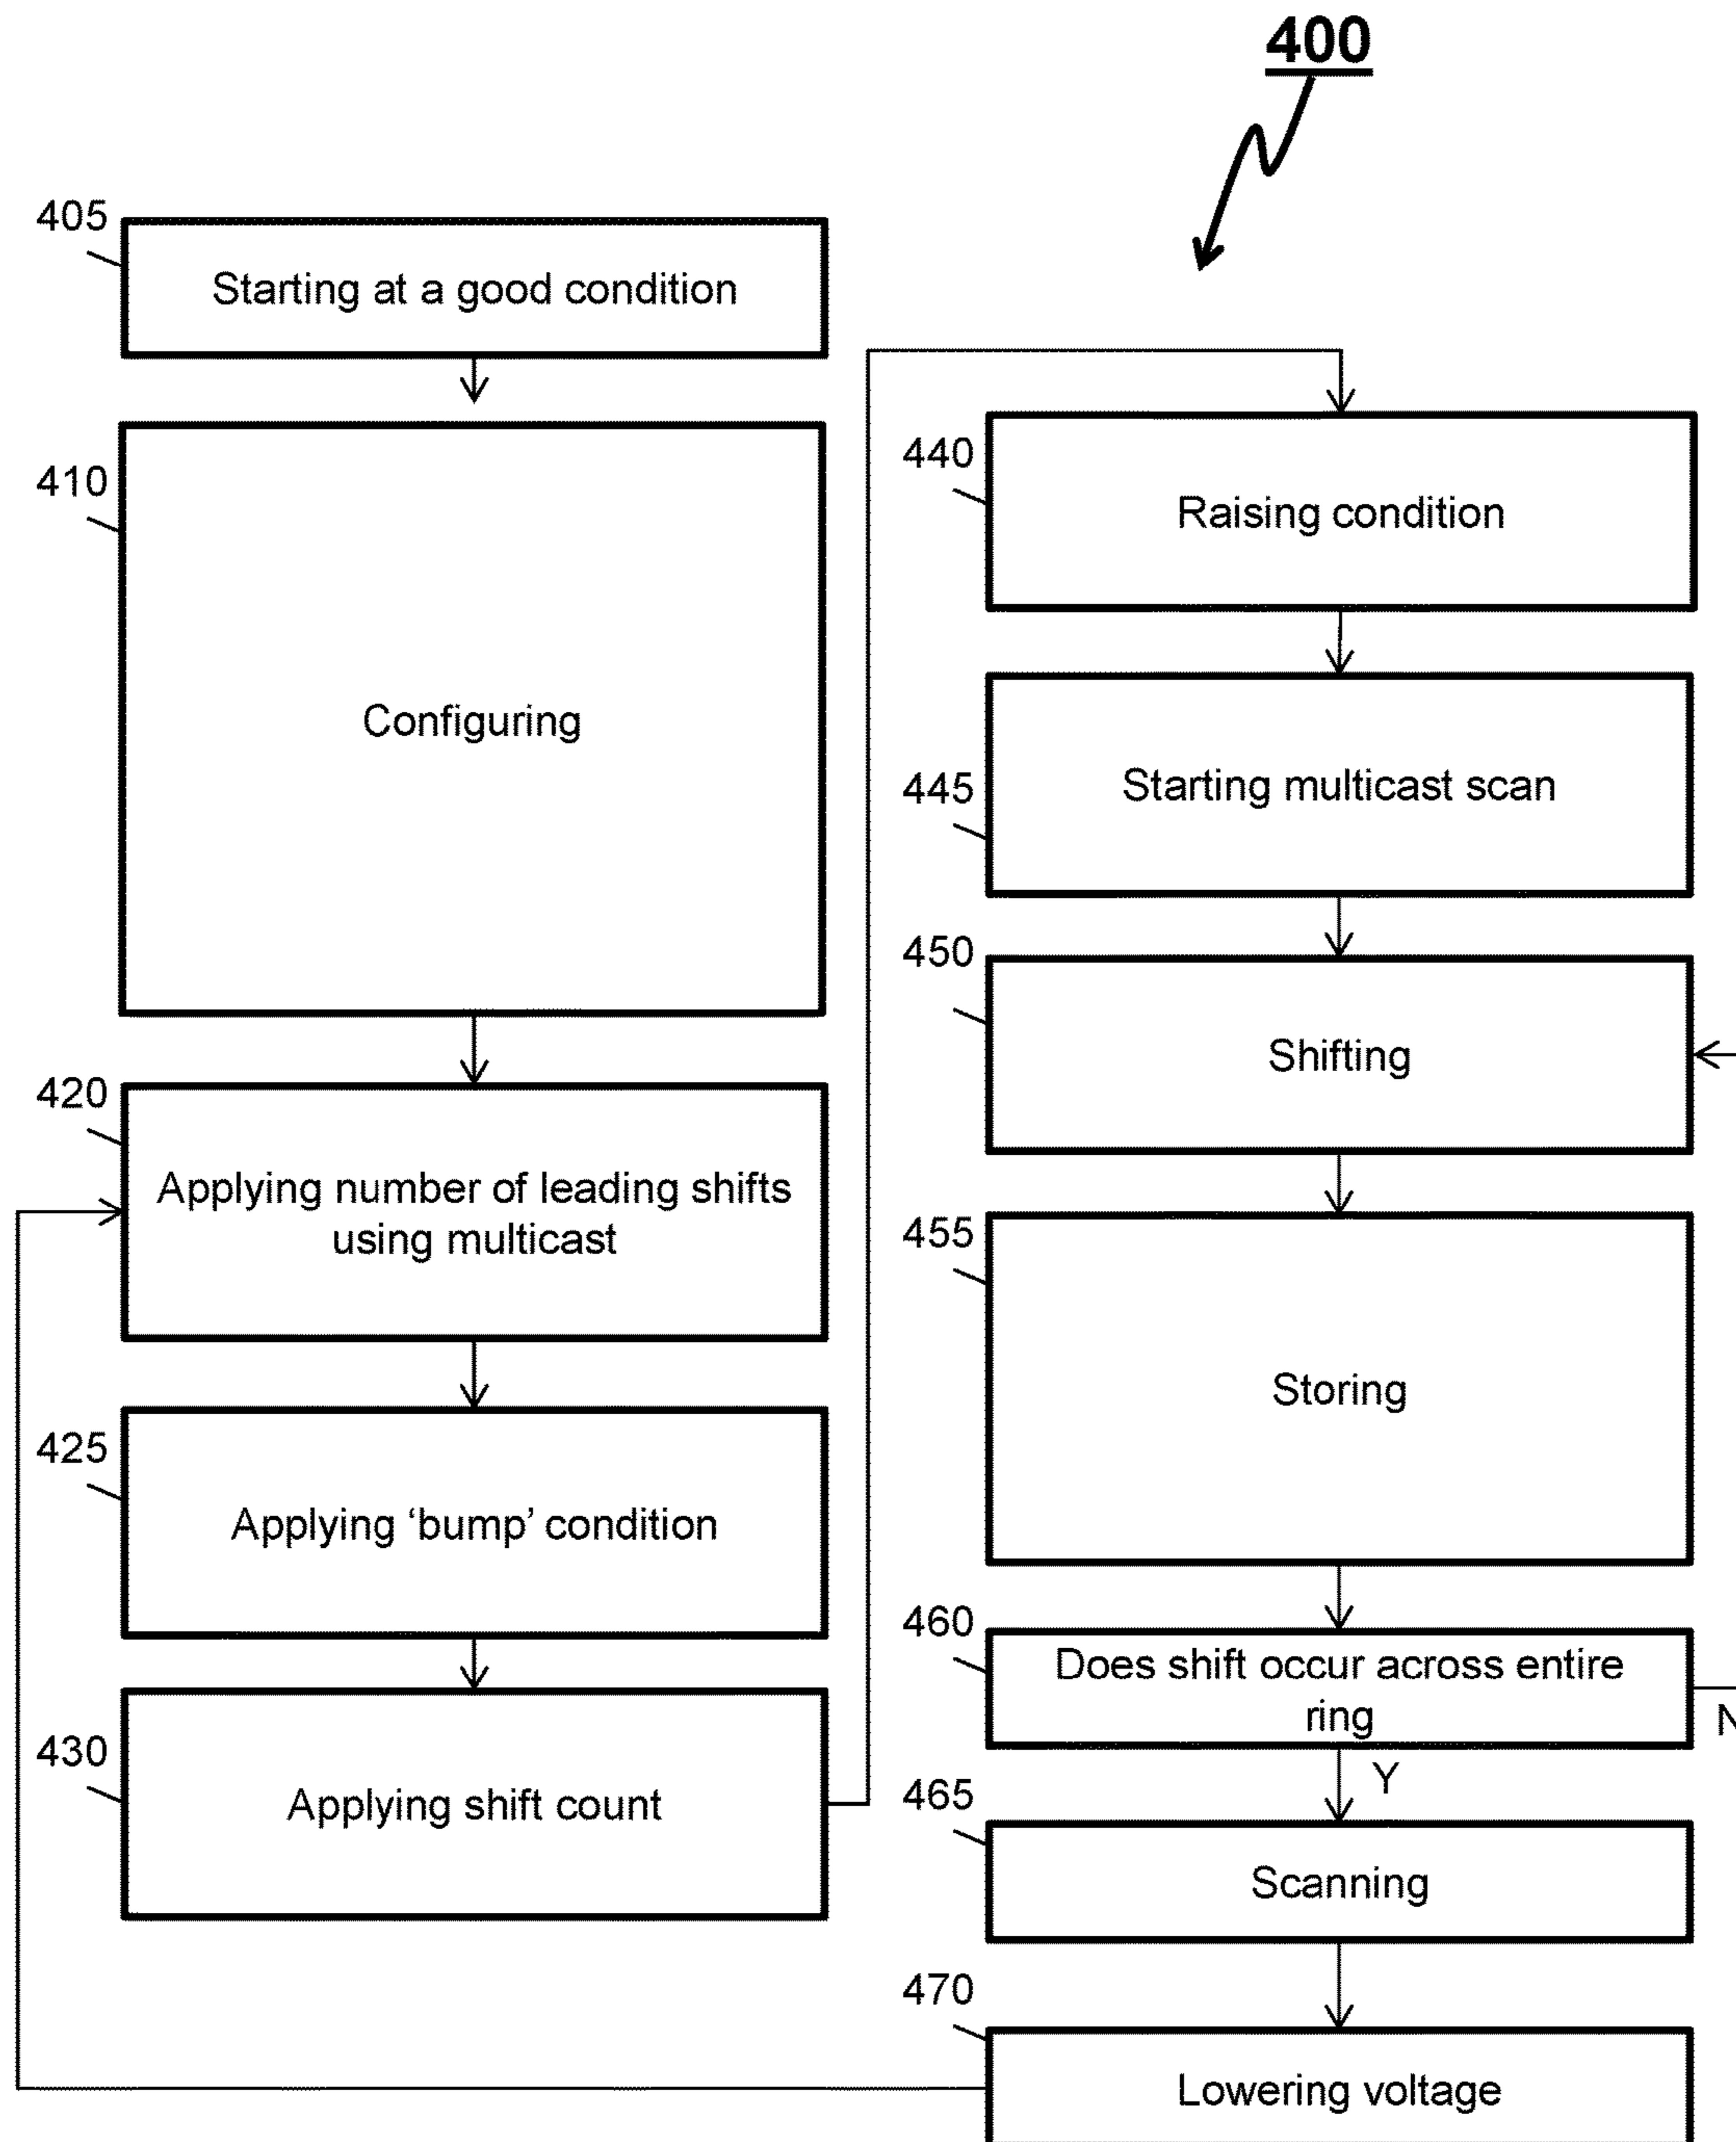 400
405
Starting at a good condition
410
Configuring
420
Applying number of leading shifts
using multicast
425
Applying ‘bump’ condition
430
Applying shift count
440
Raising condition
445
Starting multicast scan
450
Shifting
455
Storing
460
Does shift occur across entire
ring
N
Y
465
Scanning
470
Lowering voltage